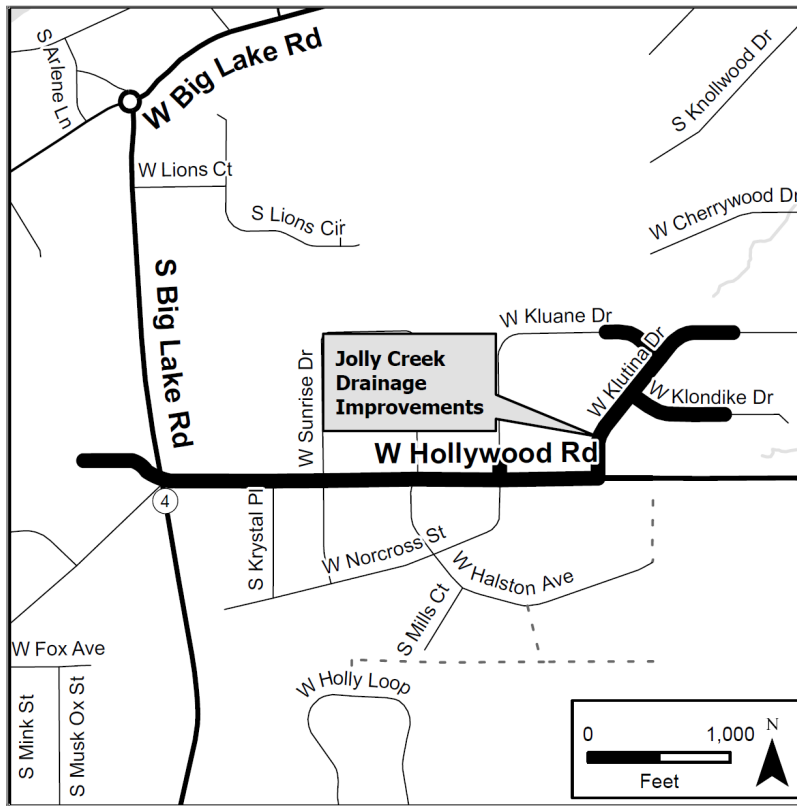 S Arlene Ln
W Big Lake Rd
S Knollwood Dr
W Lions Ct
S Lions Cir
W Cherrywood Dr
S Big Lake Rd
W Kluane Dr
Jolly Creek
Drainage
Improvements
W Sunrise Dr
W Klutina Dr
W Klondike Dr
W Hollywood Rd
4
S Krystal Pl
W Norcross St
W Halston Ave
S Mills Ct
W Fox Ave
W Holly Loop
S Mink St
S Musk Ox St
0 1,000
Feet
N